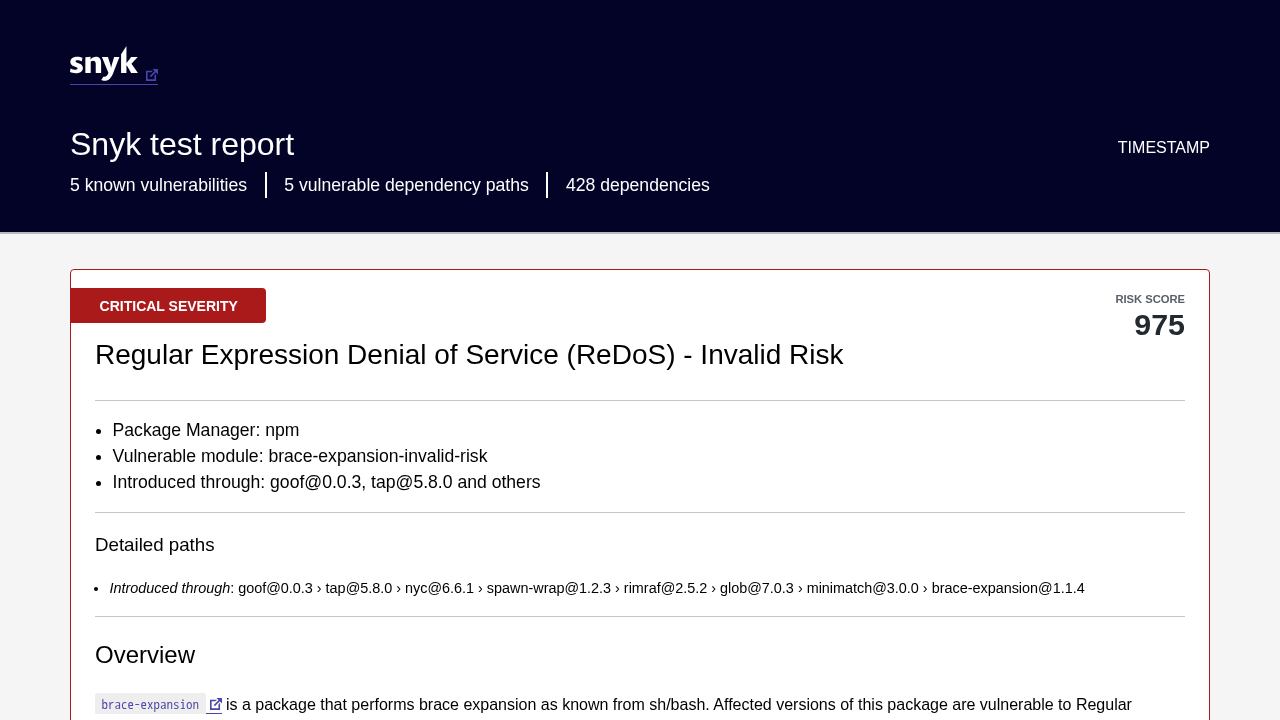 snyk
Snyk test report
TIMESTAMP
5 known vulnerabilities
5 vulnerable dependency paths
428 dependencies
CRITICAL SEVERITY
RISK SCORE
975
Regular Expression Denial of Service (ReDoS) - Invalid Risk
• Package Manager: npm
• Vulnerable module: brace-expansion-invalid-risk
• Introduced through: goof@0.0.3, tap@5.8.0 and others
Detailed paths
• Introduced through: goof@0.0.3 › tap@5.8.0 › nyc@6.6.1 › spawn-wrap@1.2.3 › rimraf@2.5.2 › glob@7.0.3 › minimatch@3.0.0 › brace-expansion@1.1.4
Overview
brace-expansion is a package that performs brace expansion as known from sh/bash. Affected versions of this package are vulnerable to Regular